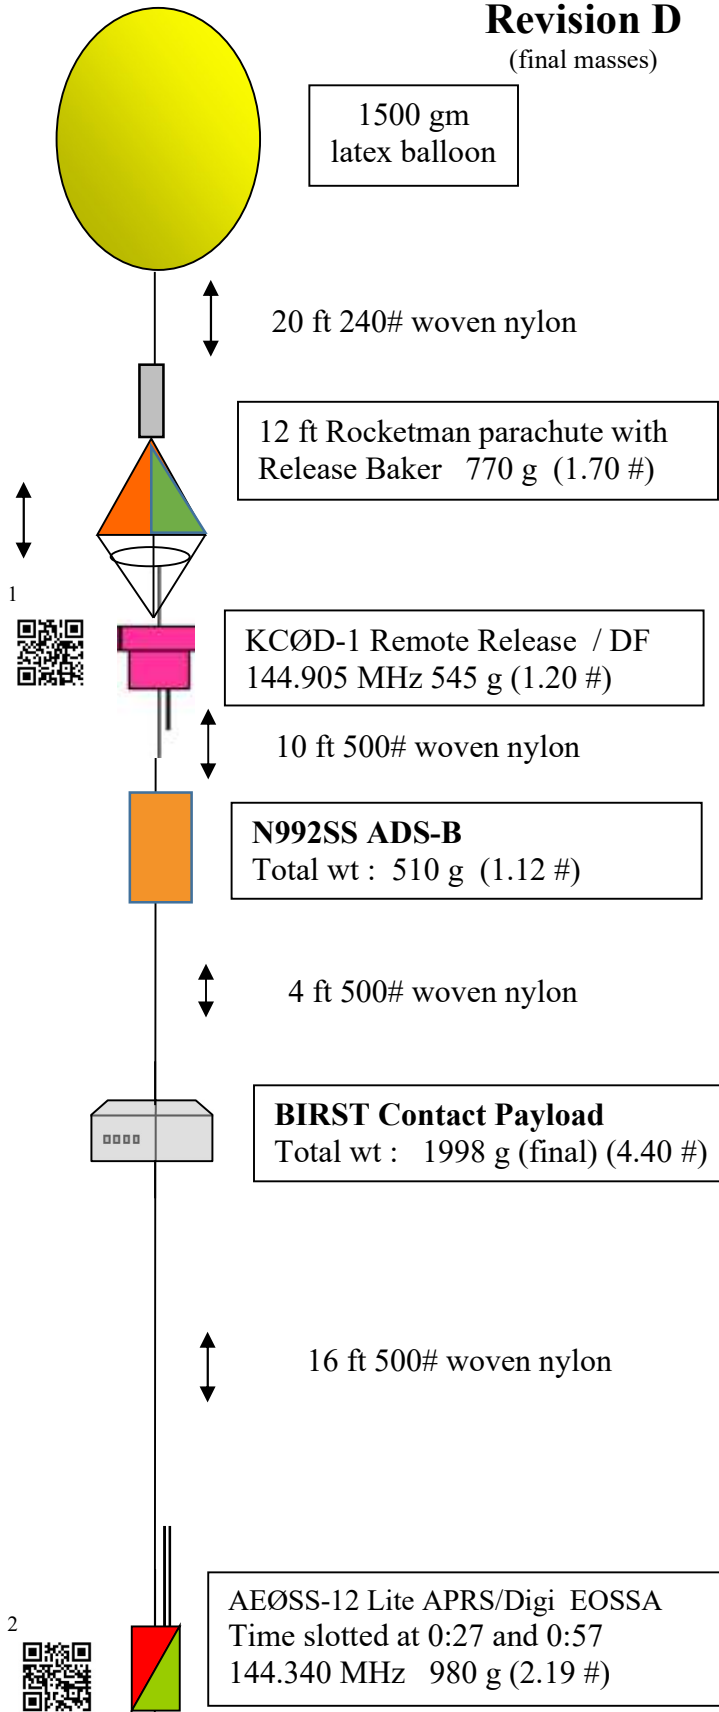 Revision D
(final masses)
1500 gm
latex balloon
20 ft 240# woven nylon
12 ft Rocketman parachute with
Release Baker 770 g (1.70 #)
1
KCØD-1 Remote Release / DF
144.905 MHz 545 g (1.20 #)
10 ft 500# woven nylon
N992SS ADS-B
Total wt : 510 g (1.12 #)
4 ft 500# woven nylon
BIRST Contact Payload
Total wt : 1998 g (final) (4.40 #)
16 ft 500# woven nylon
2
AEØSS-12 Lite APRS/Digi EOSSA
Time slotted at 0:27 and 0:57
144.340 MHz 980 g (2.19 #)